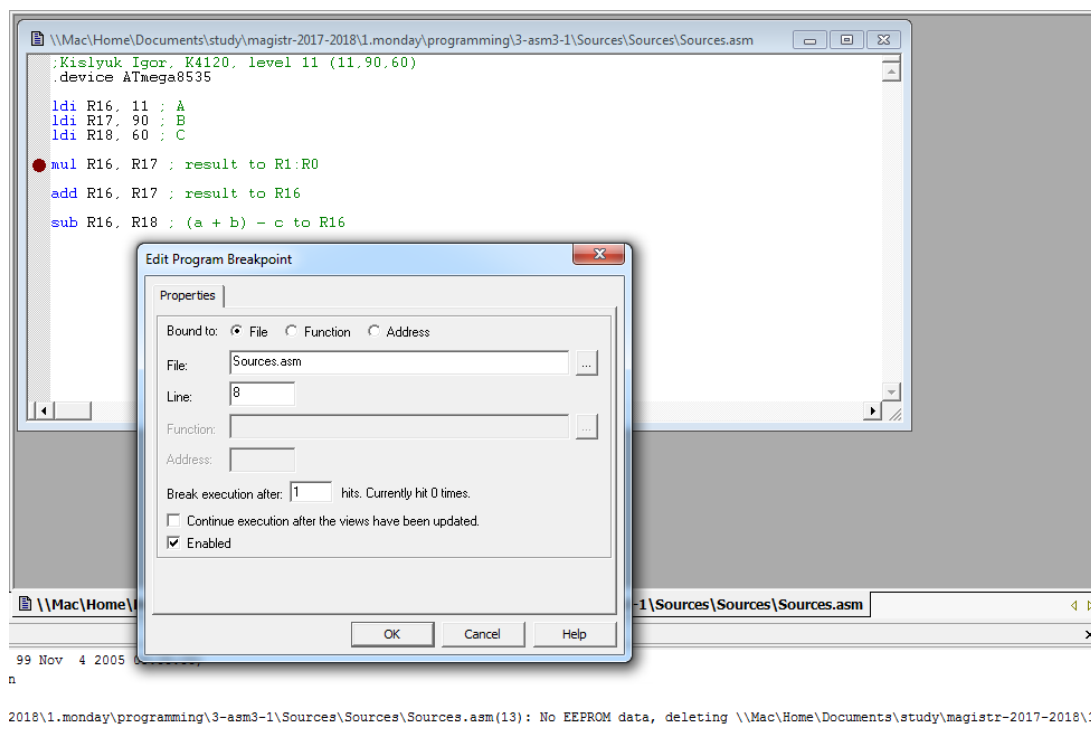 \\Mac\Home\Documents\study\magistr-2017-2018\1.monday\programming\3-asm3-1\Sources\Sources\Sources.asm
;Kislyuk Igor, K4120, level 11 (11,90,60)
.device ATmega8535
ldi R16, 11 ; A
ldi R17, 90 ; B
ldi R18, 60 ; C
mul R16, R17 ; result to R1:R0
add R16, R17 ; result to R16
sub R16, R18 ; (a + b) - c to R16
Edit Program Breakpoint
Properties
Bound to: File Function Address
File: Sources.asm ...
Line: 8
Function: ...
Address:
Break execution after: 1 hits. Currently hit 0 times.
Continue execution after the views have been updated.
Enabled
OK Cancel Help
\\Mac\Home\ -1\Sources\Sources\Sources.asm
99 Nov 4 2005
n
2018\1.monday\programming\3-asm3-1\Sources\Sources\Sources.asm(13): No EEPROM data, deleting \\Mac\Home\Documents\study\magistr-2017-2018\1